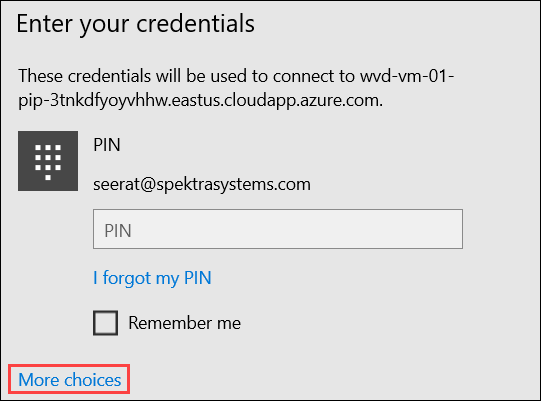 Enter your credentials
These credentials will be used to connect to wvd-vm-01-
pip-3tnkdfyoyvhhw.eastus.cloudapp.azure.com.
PIN
seerat@spektrasystems.com
PIN
I forgot my PIN
Remember me
More choices